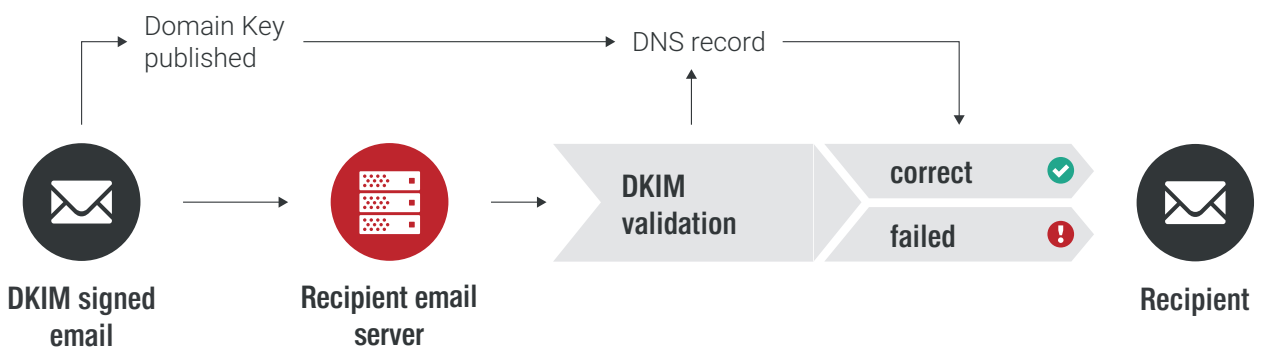 Domain Key
published
DNS record
DKIM
validation
correct
failed
DKIM signed
email
Recipient email
server
Recipient